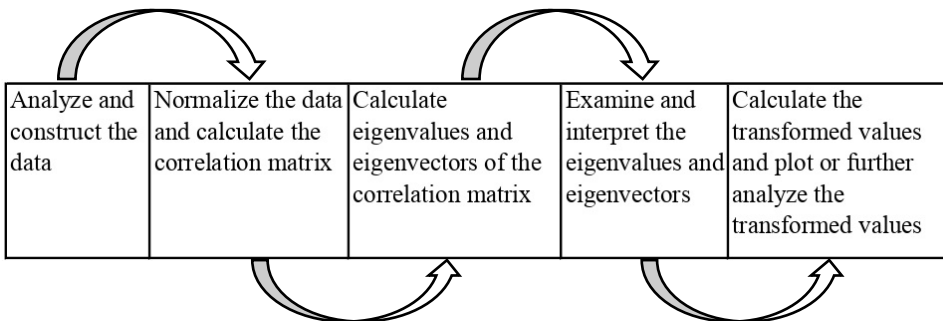 Analyze and
construct the
data
Normalize the data
and calculate the
correlation matrix
Calculate
eigenvalues and
eigenvectors of the
correlation matrix
Examine and
interpret the
eigenvalues and
eigenvectors
Calculate the
transformed values
and plot or further
analyze the
transformed values